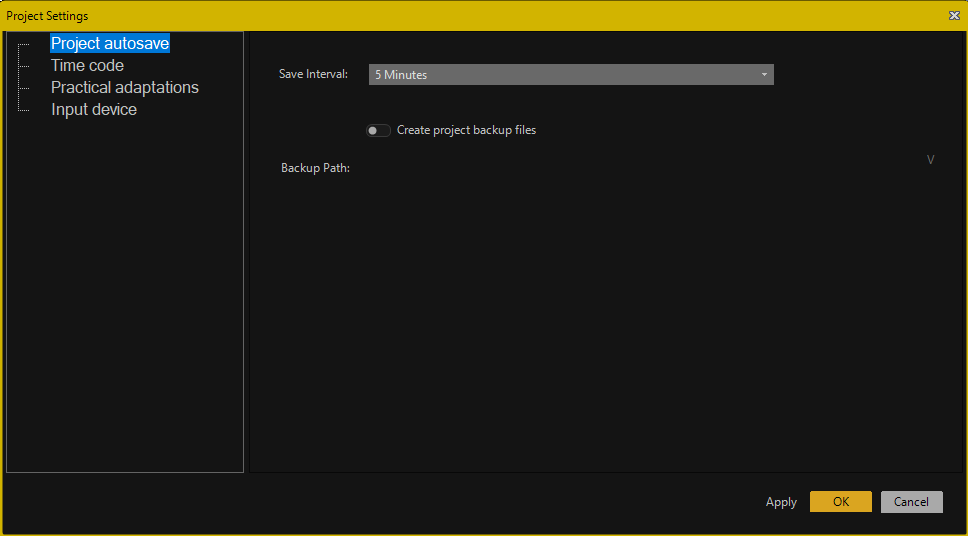 Project Settings
Project autosave
Time code
Practical adaptations
Input device
Save Interval: 5 Minutes
Create project backup files
Backup Path: V
Apply OK Cancel